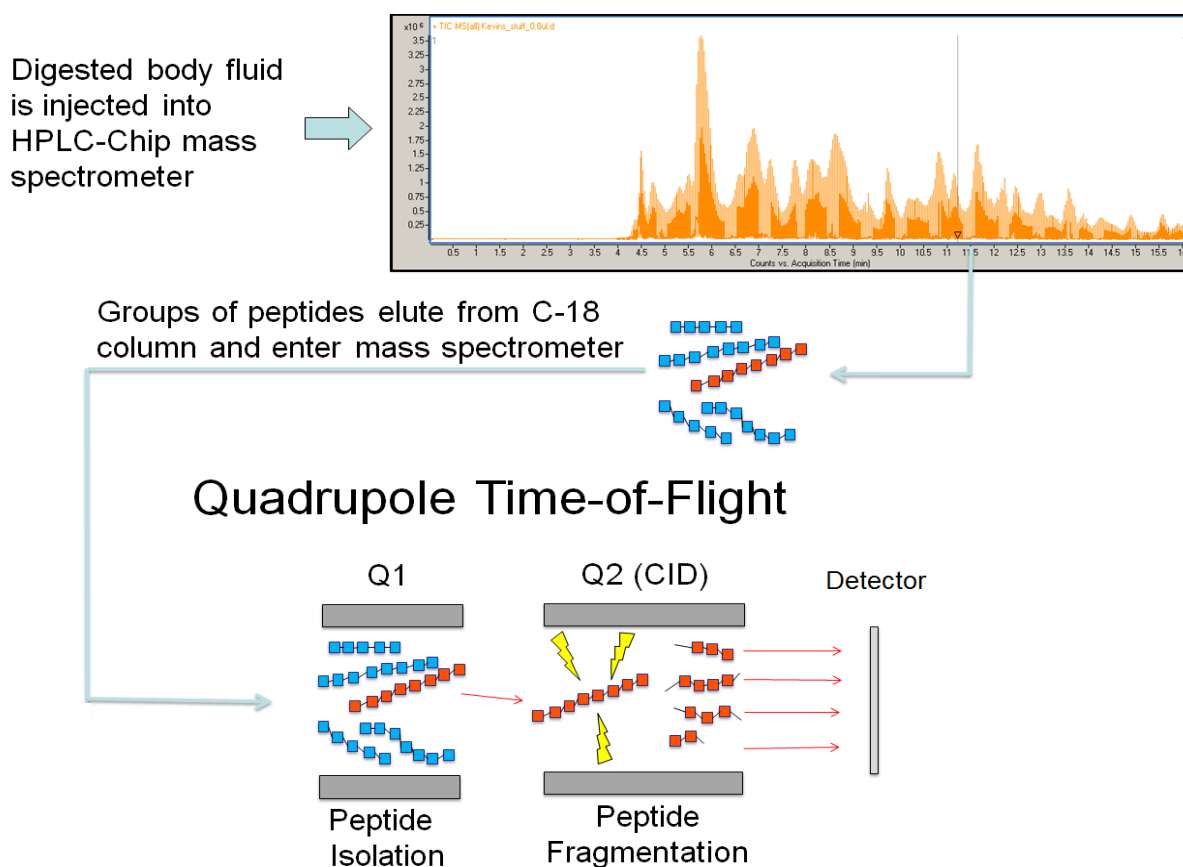 Digested body fluid
is injected into
HPLC-Chip mass
spectrometer
x10 6
+ TIC MS(all) Kevins_stuff_0.8ul.d
1
3.5
3.25
3
2.75
2.5
2.25
2
1.75
1.5
1.25
1
0.75
0.5
0.25
0.5 1 1.5 2 2.5 3 3.5 4 4.5 5 5.5 6 6.5 7 7.5 8 8.5 9 9.5 10 10.5 11 11.5 12 12.5 13 13.5 14 14.5 15 15.5
Counts vs. Acquisition Time (min)
Groups of peptides elute from C-18
column and enter mass spectrometer
Quadrupole Time-of-Flight
Q1
Q2 (CID)
Detector
Peptide
Isolation
Peptide
Fragmentation